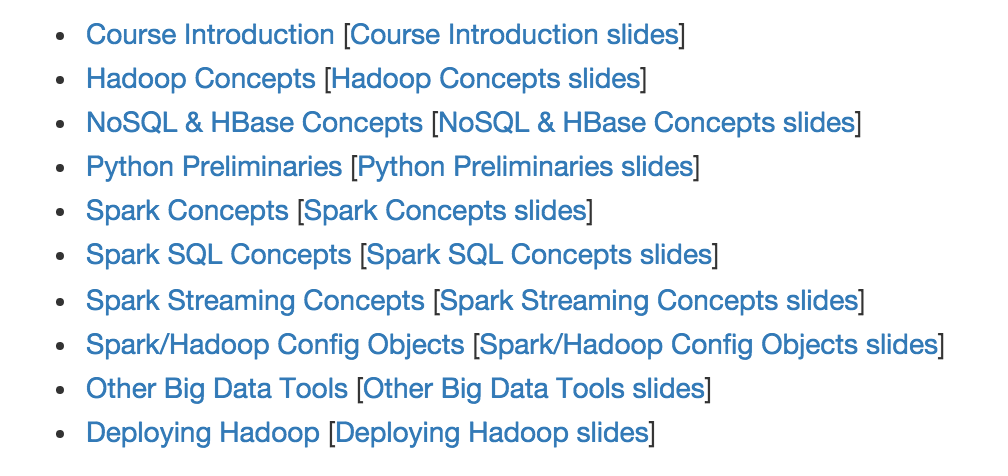 • Course Introduction [Course Introduction slides]
• Hadoop Concepts [Hadoop Concepts slides]
• NoSQL & HBase Concepts [NoSQL & HBase Concepts slides]
• Python Preliminaries [Python Preliminaries slides]
• Spark Concepts [Spark Concepts slides]
• Spark SQL Concepts [Spark SQL Concepts slides]
• Spark Streaming Concepts [Spark Streaming Concepts slides]
• Spark/Hadoop Config Objects [Spark/Hadoop Config Objects slides]
• Other Big Data Tools [Other Big Data Tools slides]
• Deploying Hadoop [Deploying Hadoop slides]